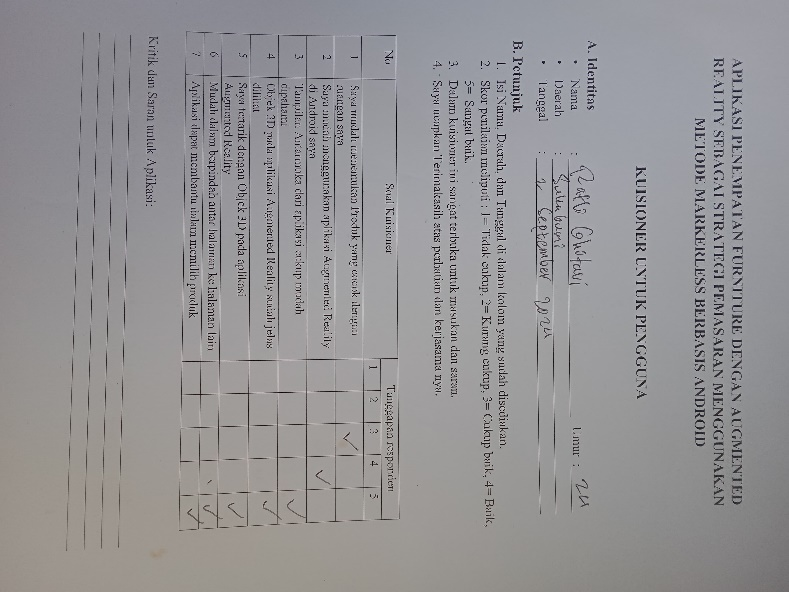 APLIKASI PENEMPATAN FURNITURE DENGAN AUGMENTED
REALITY SEBAGAI STRATEGI PEMASARAN MENGGUNAKAN
METODE MARKERLESS BERBASIS ANDROID
KUISIONER UNTUK PENGGUNA
A. Identitas
• Nama : Umur : 24
• Daerah : Sukabumi
• Tanggal : 2 September 2024
B. Petunjuk
1. Isi Nama, Daerah, dan Tanggal di dalam kolom yang sudah disediakan.
2. Skor penilaian meliputi : 1= Tidak cukup, 2= Kurang cukup, 3= Cukup baik, 4= Baik,
5= Sangat baik.
3. Dalam kuisioner ini sangat terbuka untuk masukan dan saran.
4. Saya ucapkan Terimakasih atas perhatian dan kerjasama nya.
No Soal Kuisioner Tanggapan responden
1 2 3 4 5
1 Saya mudah menemukan Produk yang cocok dengan
ruangan saya ✓
2 Saya mudah menggunakan aplikasi Augmented Reality
di Android saya ✓
3 Tampilan Antarmuka dari aplikasi cukup mudah
dipahami ✓
4 Objek 3D pada aplikasi Augmented Reality sudah jelas
dilihat ✓
5 Saya tertarik dengan Objek 3D pada aplikasi
Augmented Reality ✓
6 Mudah dalam berpindah antar halaman ke halaman lain ✓
7 Aplikasi dapat membantu dalam memilih produk ✓
Kritik dan Saran untuk Aplikasi: